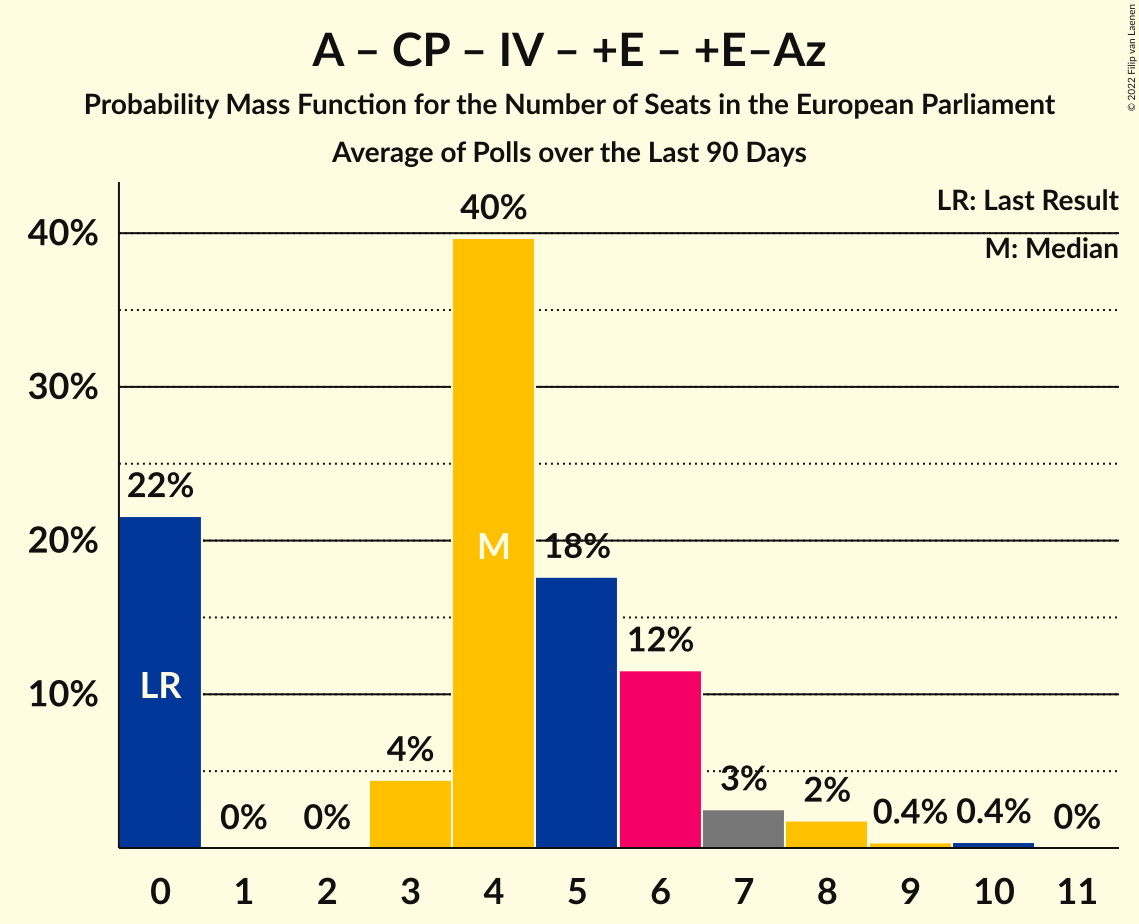 A – CP – IV – +E – +E–Az
Probability Mass Function for the Number of Seats in the European Parliament
Average of Polls over the Last 90 Days
© 2022 Filip van Laenen
LR: Last Result
M: Median
40%
30%
20%
10%
22%
0%
0%
4%
40%
18%
12%
3%
2%
0.4%
0.4%
0%
LR
M
0 1 2 3 4 5 6 7 8 9 10 11